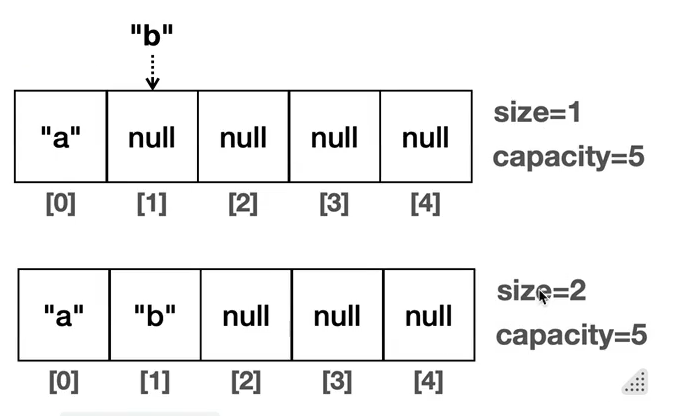 "b"
"a" null null null null
size=1
capacity=5
[0] [1] [2] [3] [4]
"a" "b" null null null
size=2
capacity=5
[0] [1] [2] [3] [4]